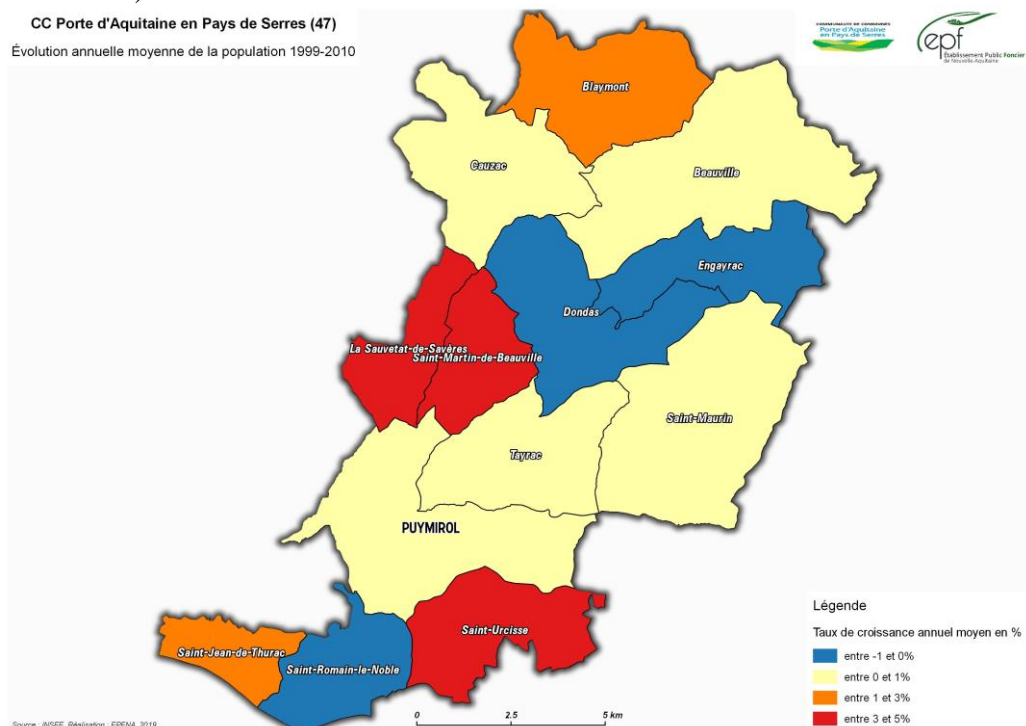 CC Porte d'Aquitaine en Pays de Serres (47)
Évolution annuelle moyenne de la population 1999-2010
COMMUNAUTÉ DE COMMUNES
Porte d'Aquitaine
en Pays de Serres
epf
Établissement Public Foncier
de Nouvelle-Aquitaine
Blaymont
Cauzac
Beauville
Engayrac
Dondas
La Sauvetat-de-Savères
Saint-Martin-de-Beauville
Saint-Maurin
Tayrac
PUYMIROL
Saint-Urcisse
Saint-Jean-de-Thurac
Saint-Romain-le-Noble
Légende
Taux de croissance annuel moyen en %
entre -1 et 0%
entre 0 et 1%
entre 1 et 3%
entre 3 et 5%
0 2.5 5 km
Source : INSEE, Réalisation : EPFNA, 2019